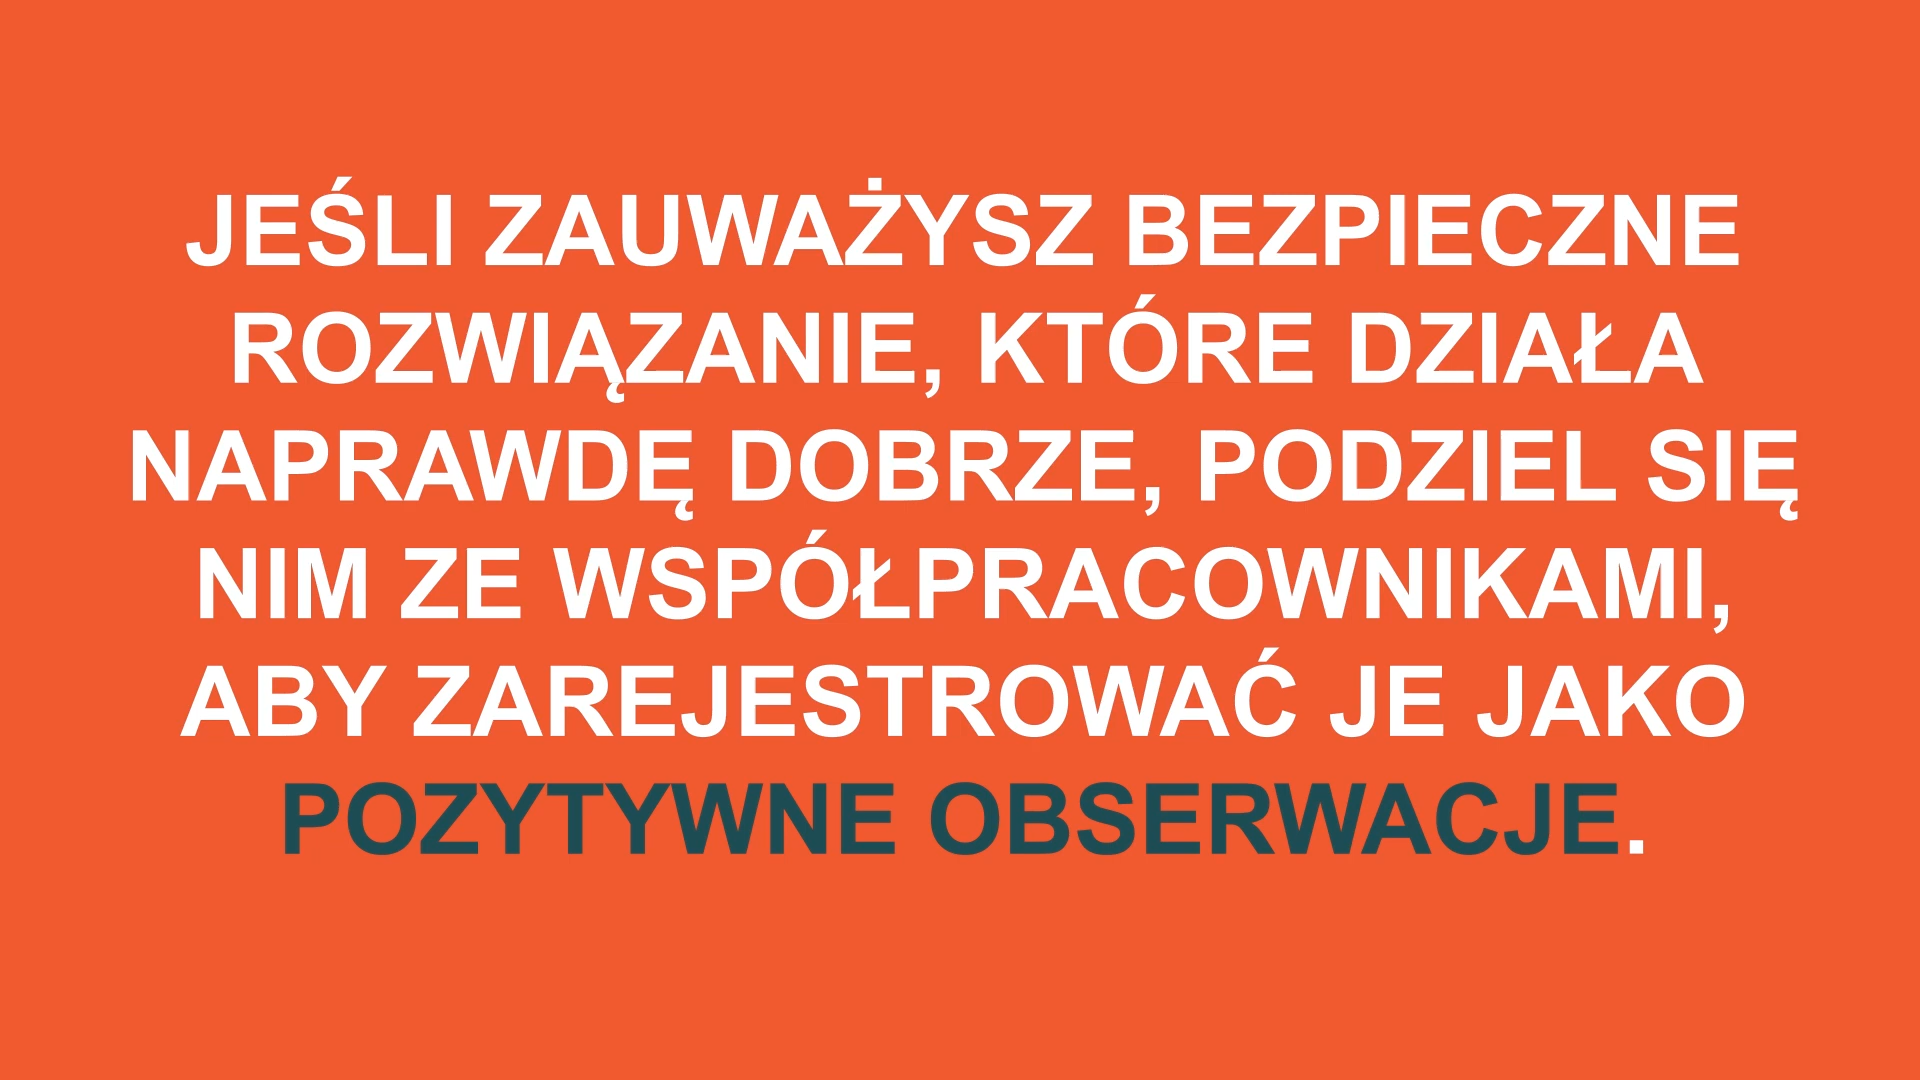 JEŚLI ZAUWAŻYSZ BEZPIECZNE
ROZWIĄZANIE, KTÓRE DZIAŁA
NAPRAWDĘ DOBRZE, PODZIEL SIĘ
NIM ZE WSPÓŁPRACOWNIKAMI,
ABY ZAREJESTROWAĆ JE JAKO
POZYTYWNE OBSERWACJE.